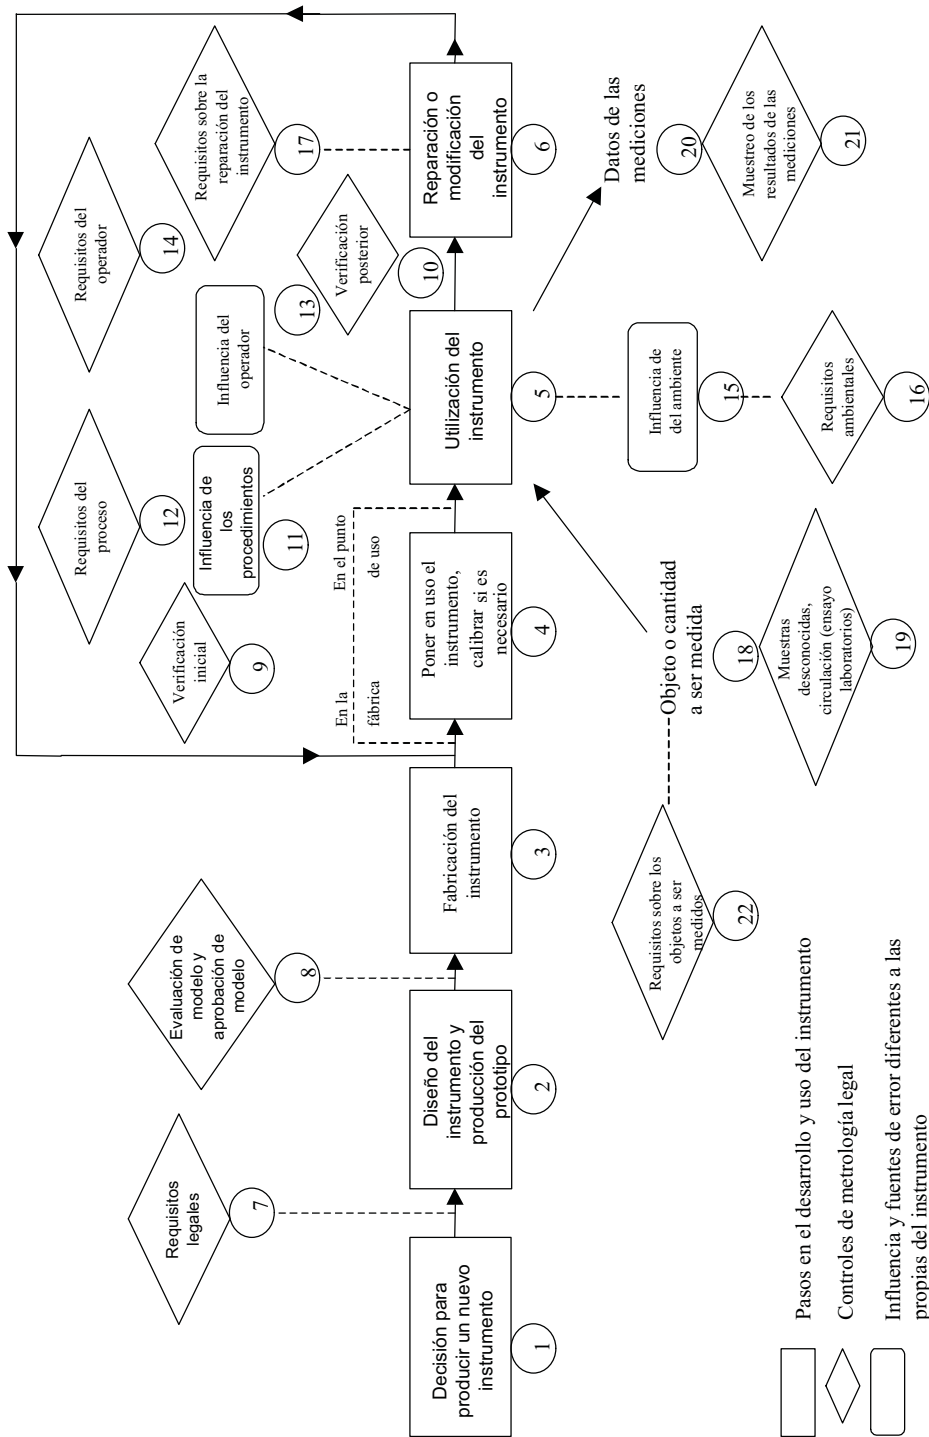 Requisitos
legales
7
Evaluación de
modelo y
aprobación de
modelo
8
Verificación
inicial
9
Requisitos del
proceso
12
Influencia de
los
procedimientos
11
Requisitos del
operador
14
Influencia del
operador
13
Verificación
posterior
10
Requisitos sobre la
reparación del
instrumento
17
En la
fábrica
En el punto
de uso
Decisión para
producir un nuevo
instrumento
1
Diseño del
instrumento y
producción del
prototipo
2
Fabricación del
instrumento
3
Poner en uso el
instrumento,
calibrar si es
necesario
4
Utilización del
instrumento
5
Reparación o
modificación
del
instrumento
6
Requisitos sobre los
objetos a ser
medidos
22
Objeto o cantidad
a ser medida
18
Muestras
desconocidas,
circulación (ensayo
laboratorios)
19
Influencia de
del ambiente
15
Requisitos
ambientales
16
Datos de las
mediciones
20
Muestreo de los
resultados de las
mediciones
21
Pasos en el desarrollo y uso del instrumento
Controles de metrología legal
Influencia y fuentes de error diferentes a las
propias del instrumento